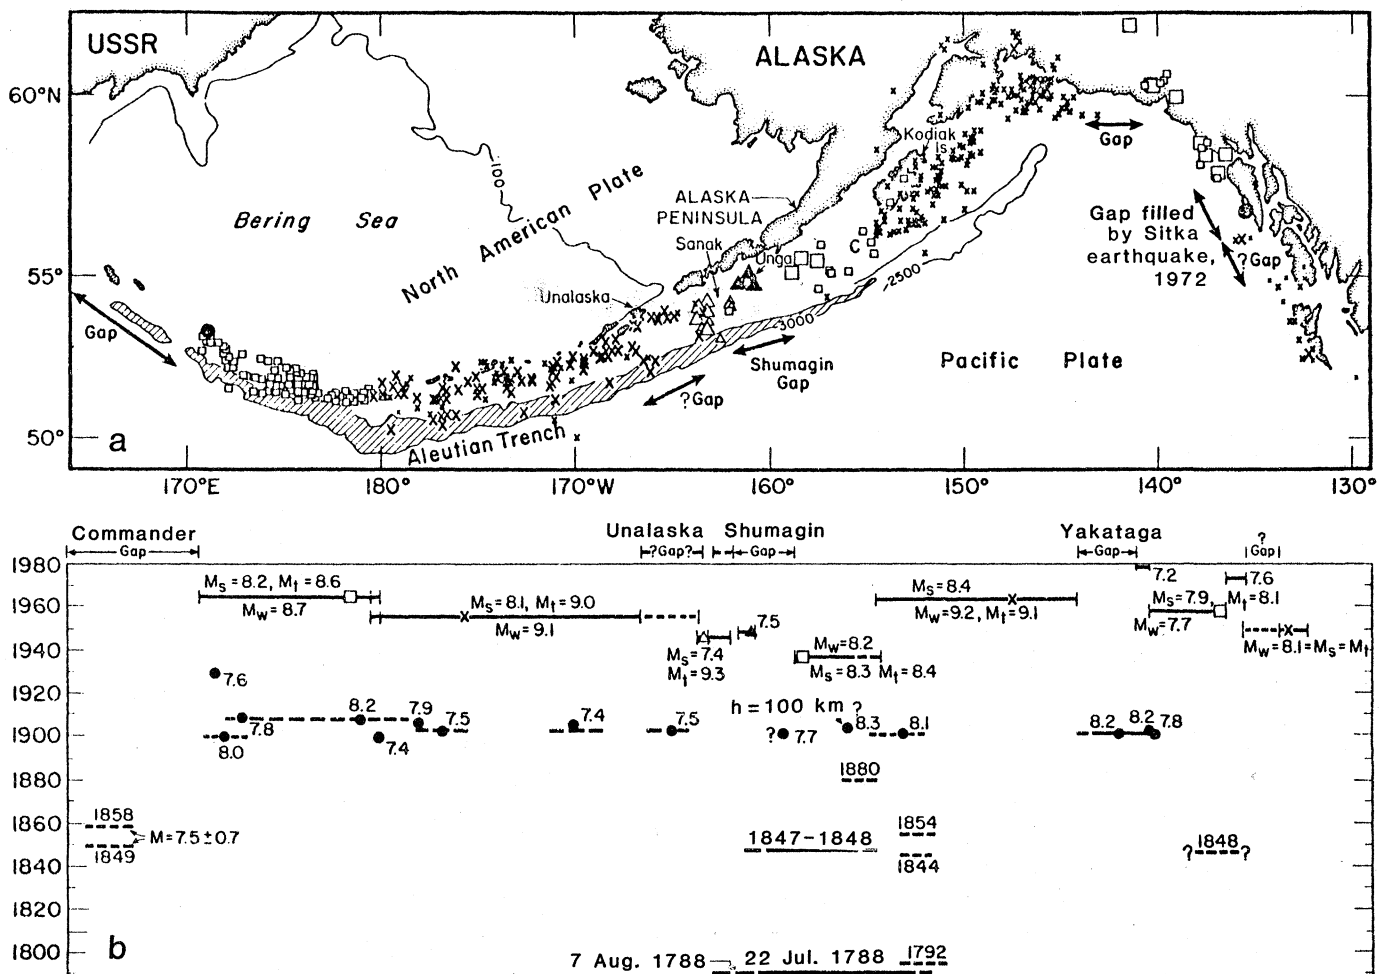 USSR
ALASKA
60°N
55°
50°
Kodiak
Is
Gap
100
Bering Sea
North American Plate
ALASKA
PENINSULA
Sanak
Unga
C
Unalaska
2500
3000
Gap
Gap filled
by Sitka
earthquake,
1972
?Gap
Shumagin
Gap
?Gap
Pacific Plate
Aleutian Trench
a
170°E
180°
170°W
160°
150°
140°
130°
Commander
Gap
Unalaska
?Gap?
Shumagin
Gap
Yakataga
Gap
?
Gap
1980
1960
1940
1920
1900
1880
1860
1840
1820
1800
Ms=8.2, Mt=8.6
Mw=8.7
Ms=8.1, Mt=9.0
Mw=9.1
Ms=7.4
Mt=9.3
7.5
Mw=8.2
Ms=8.3 Mt=8.4
Ms=8.4
Mw=9.2, Mt=9.1
7.2
Ms=7.9,
Mw=7.7
7.6
Mt=8.1
Mw=8.1=Ms=Mt
7.6
7.8
8.0
8.2
7.4
7.9
7.5
7.4
7.5
h=100 km ?
? 7.7
8.3
8.1
8.2
8.2
7.8
1880
1858
M=7.5±0.7
1849
1847-1848
1854
1844
?1848?
b
7 Aug. 1788
22 Jul. 1788
1792